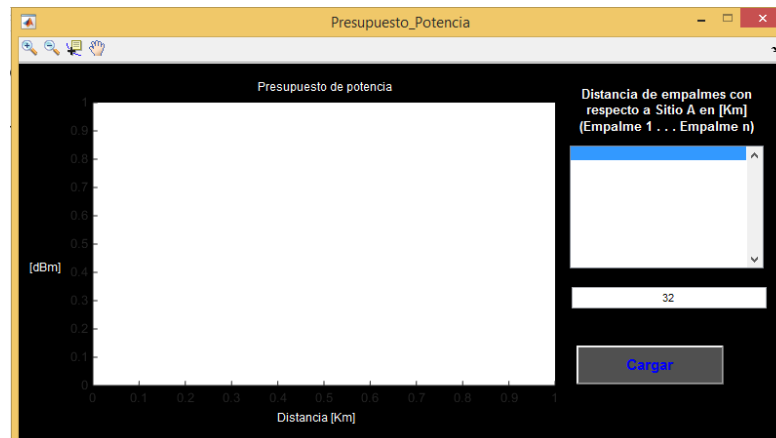 Presupuesto_Potencia
Presupuesto de potencia
1
0.9
0.8
0.7
0.6
0.5
0.4
0.3
0.2
0.1
0
[dBm]
0 0.1 0.2 0.3 0.4 0.5 0.6 0.7 0.8 0.9 1
Distancia [Km]
Distancia de empalmes con
respecto a Sitio A en [Km]
(Empalme 1 . . . Empalme n)
32
Cargar